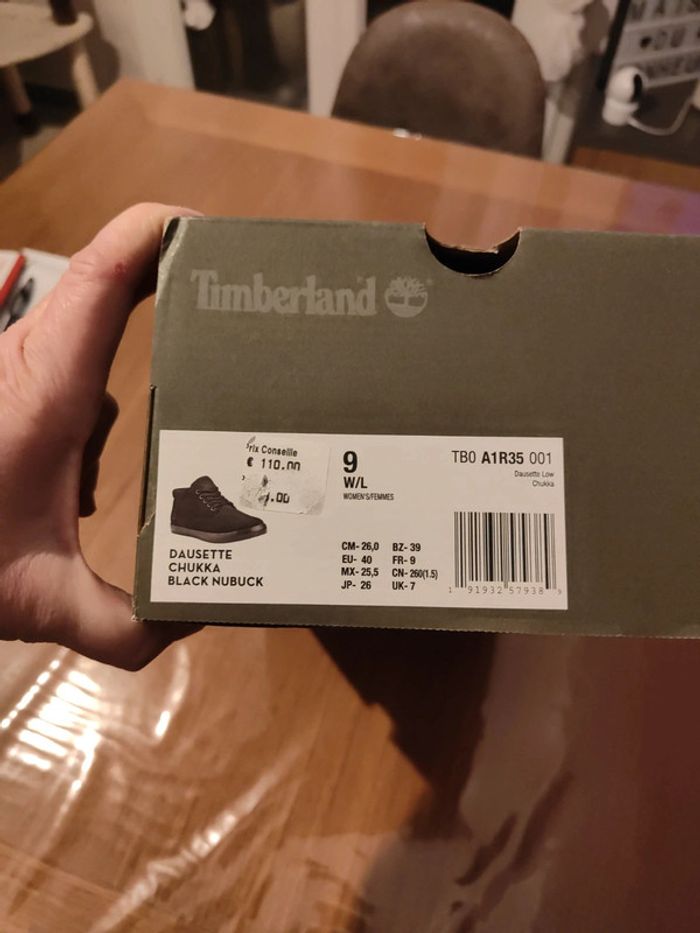 Timberland
Prix Conseille
€ 110.00
.00
9
W/L
WOMEN'S/FEMMES
TB0 A1R35 001
Dausette Low
Chukka
DAUSETTE
CHUKKA
BLACK NUBUCK
CM- 26,0 BZ- 39
EU- 40 FR- 9
MX- 25,5 CN- 260(1.5)
JP- 26 UK- 7
1 91932 57938 9